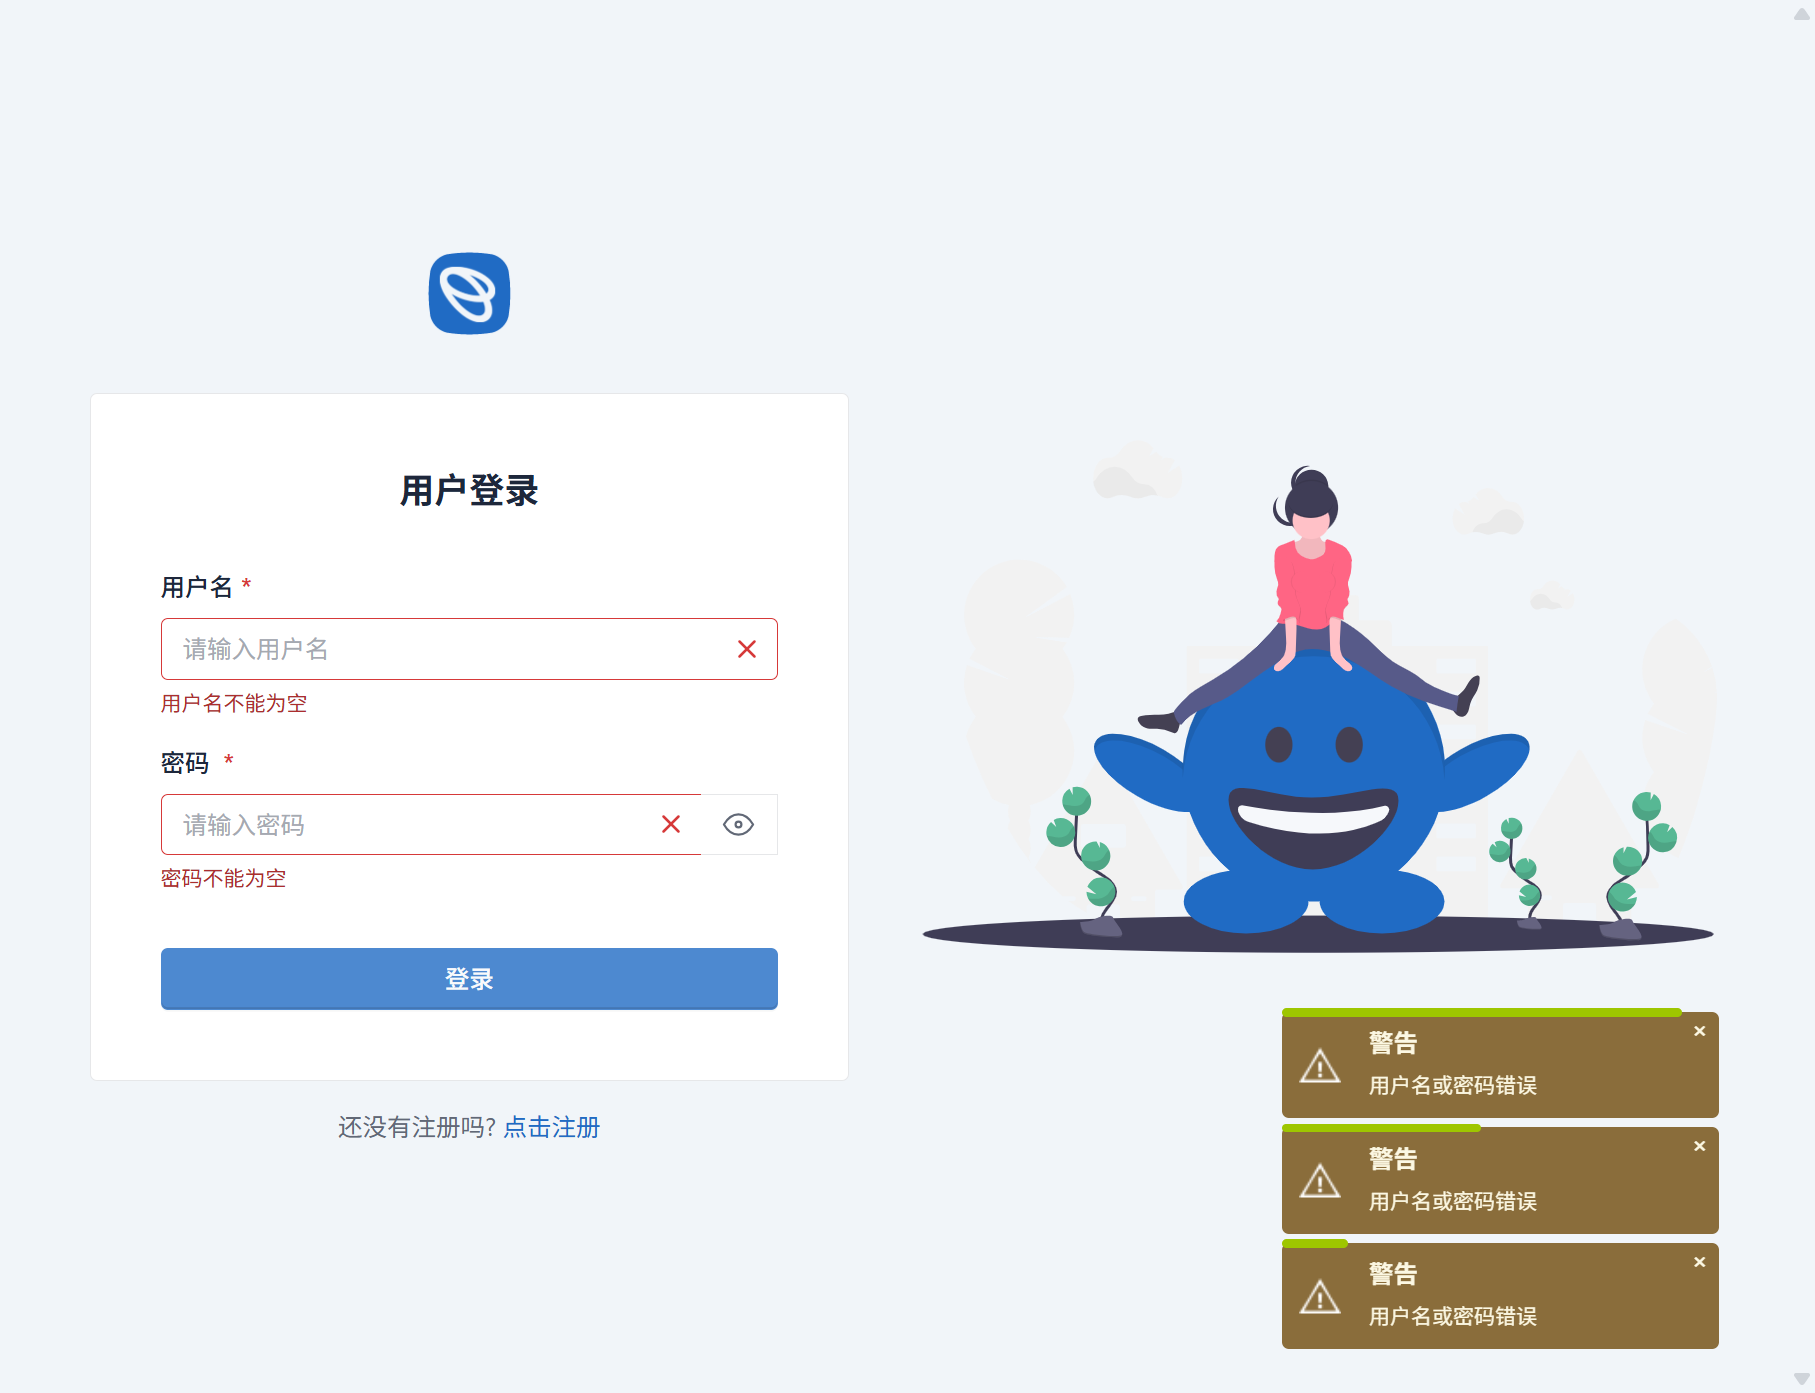 用户登录
用户名 *
请输入用户名
用户名不能为空
密码 *
请输入密码
密码不能为空
登录
还没有注册吗? 点击注册
警告
用户名或密码错误
警告
用户名或密码错误
警告
用户名或密码错误